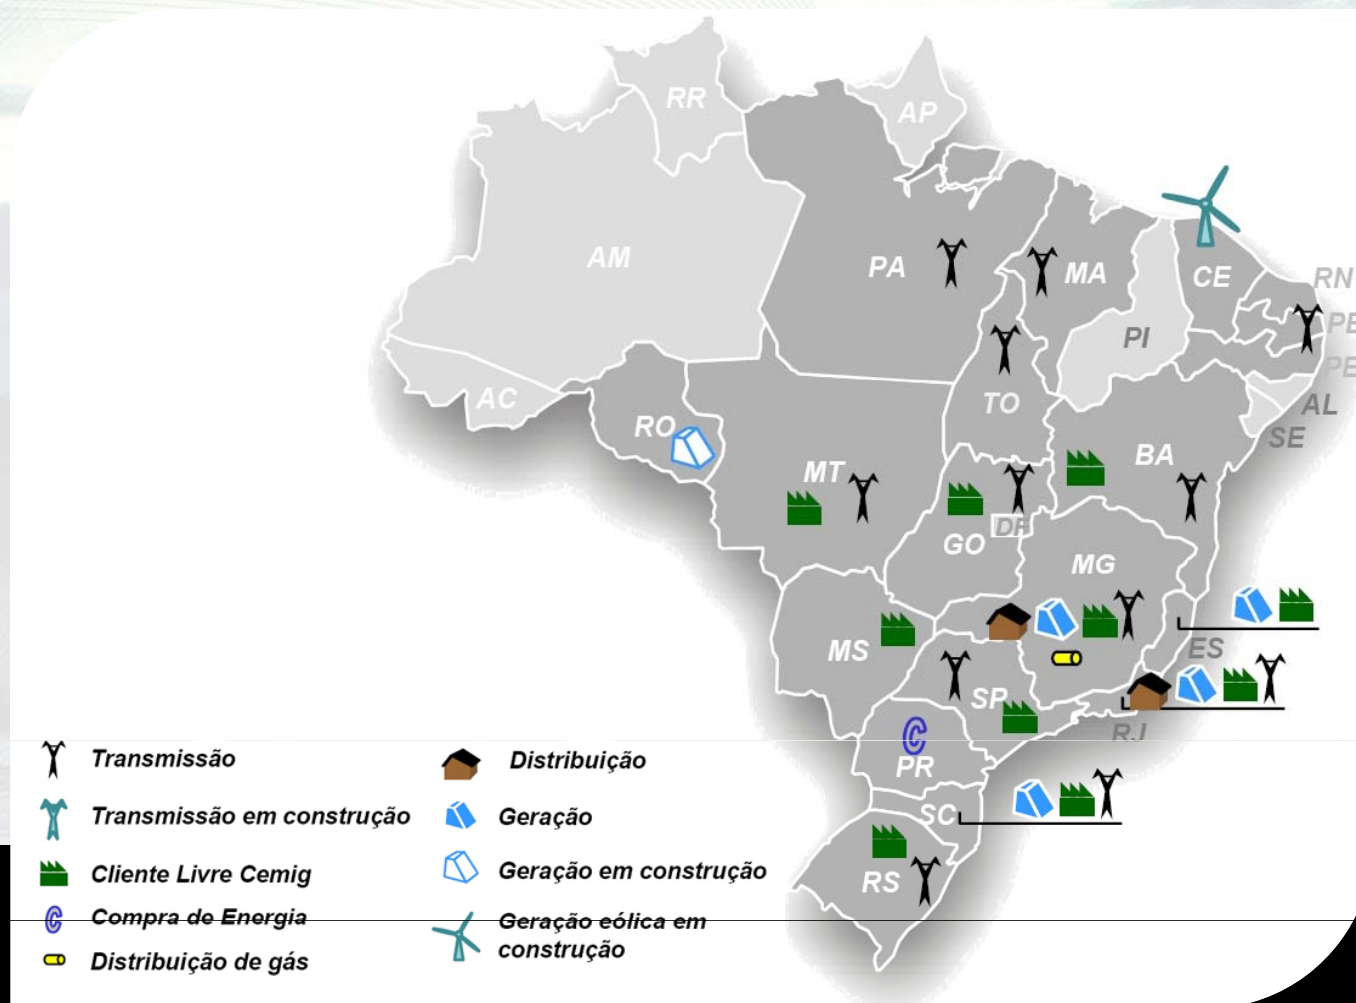 RR
AP
AM
PA
MA
CE
RN
PI
AC
RO
TO
AL
SE
MT
BA
GO
DF
MG
MS
ES
SP
RJ
PR
SC
RS
Transmissão
Transmissão em construção
Cliente Livre Cemig
Compra de Energia
Distribuição de gás
Distribuição
Geração
Geração em construção
Geração eólica em
construção